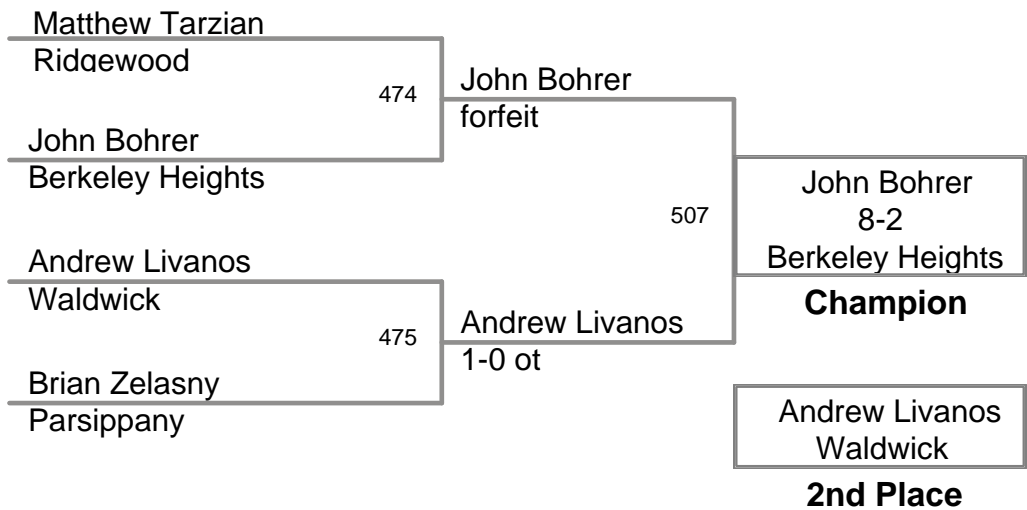 Matthew Tarzian
Ridgewood
474
John Bohrer
forfeit
John Bohrer
Berkeley Heights
507
John Bohrer
8-2
Berkeley Heights
Champion
Andrew Livanos
Waldwick
475
Andrew Livanos
1-0 ot
Brian Zelasny
Parsippany
Andrew Livanos
Waldwick
2nd Place